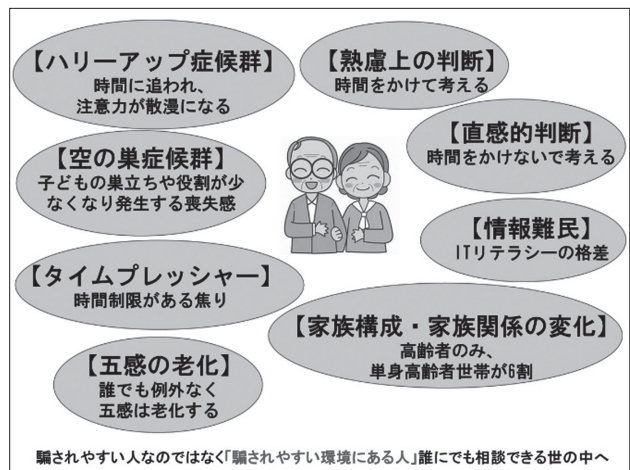 【ハリーアップ症候群】
時間に追われ、
注意力が散漫になる
【熟慮上の判断】
時間をかけて考える
【直感的判断】
時間をかけないで考える
【空の巣症候群】
子どもの巣立ちや役割が少
なくなり発生する喪失感
【情報難民】
ITリテラシーの格差
【タイムプレッシャー】
時間制限がある焦り
【家族構成・家族関係の変化】
高齢者のみ、
単身高齢者世帯が6割
【五感の老化】
誰でも例外なく
五感は老化する
騙されやすい人なのではなく「騙されやすい環境にある人」誰にでも相談できる世の中へ